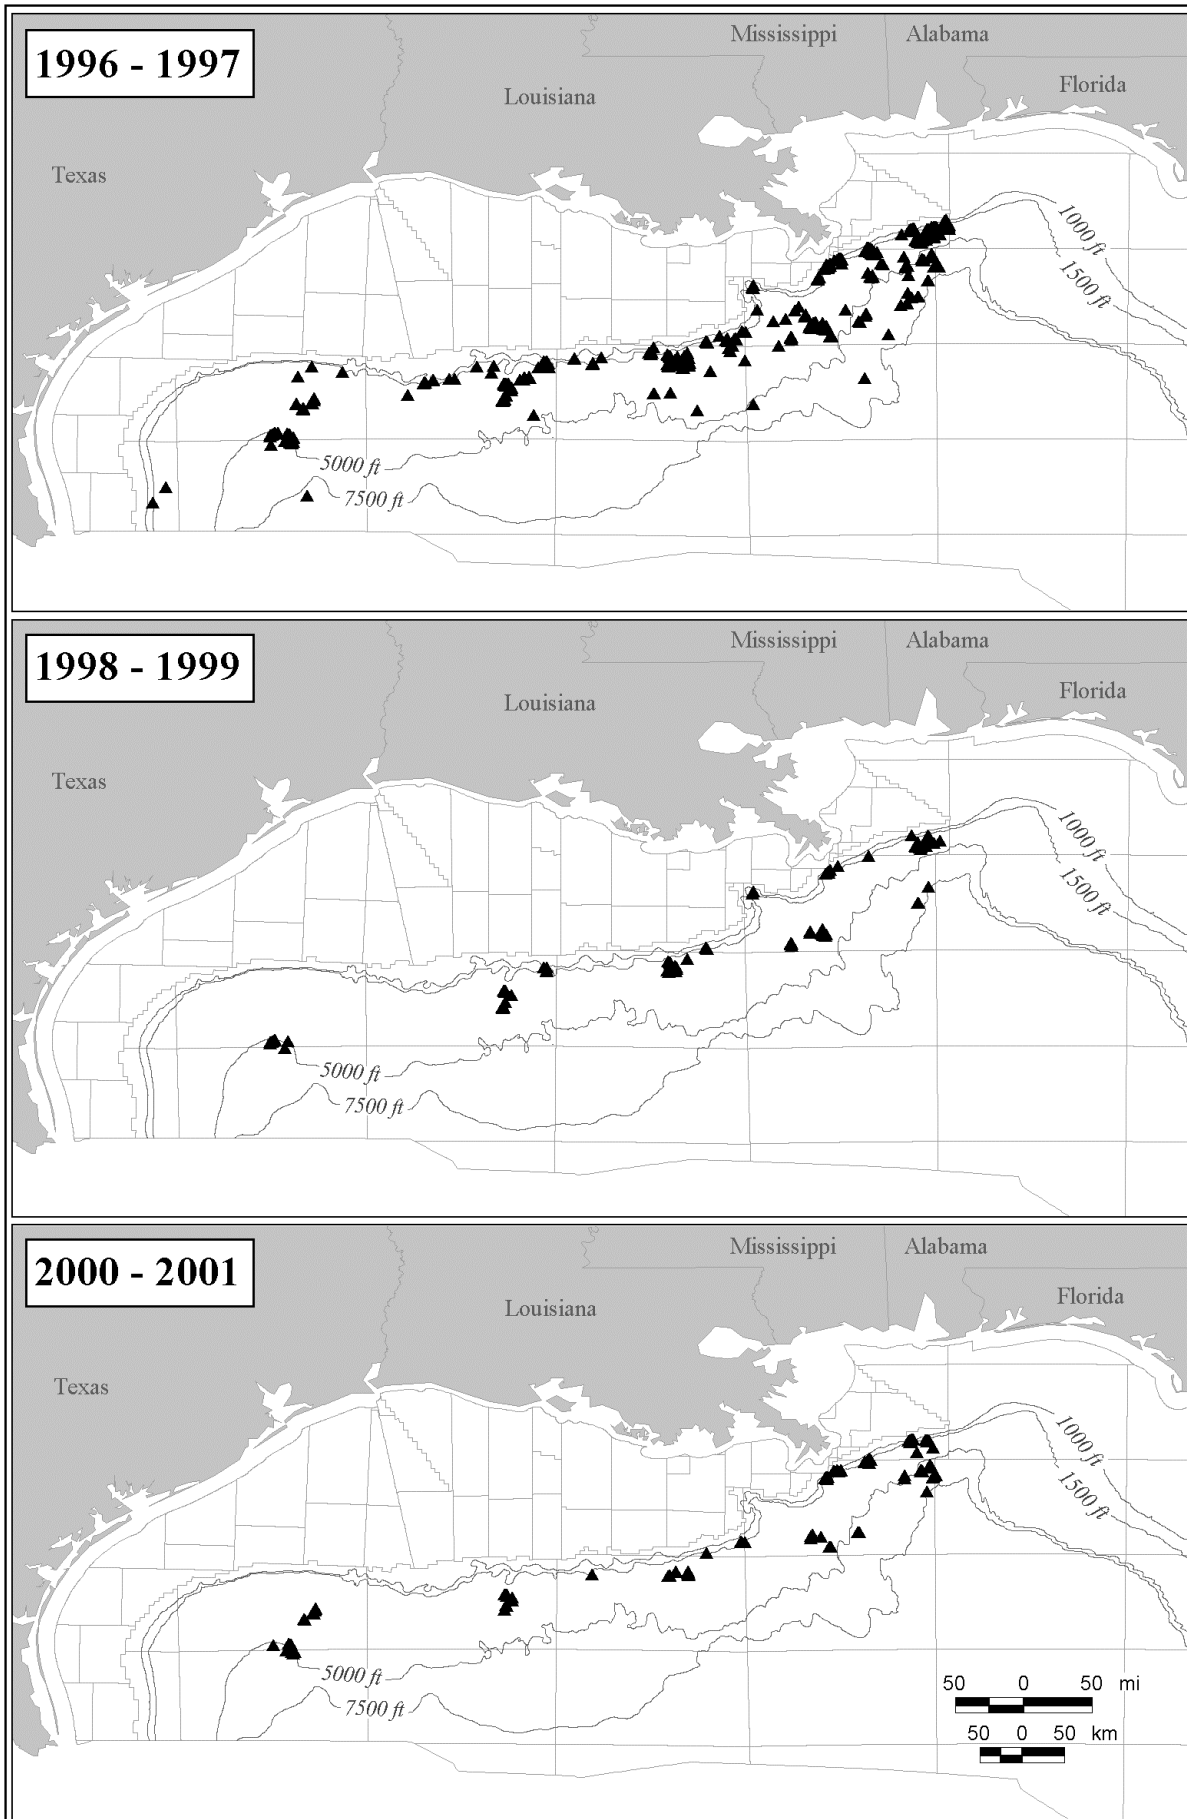 1996 - 1997
Mississippi
Alabama
Louisiana
Florida
Texas
1000 ft
1500 ft
5000 ft
7500 ft
1998 - 1999
Mississippi
Alabama
Louisiana
Florida
Texas
1000 ft
1500 ft
5000 ft
7500 ft
2000 - 2001
Mississippi
Alabama
Louisiana
Florida
Texas
1000 ft
1500 ft
5000 ft
7500 ft
50 0 50 mi
50 0 50 km